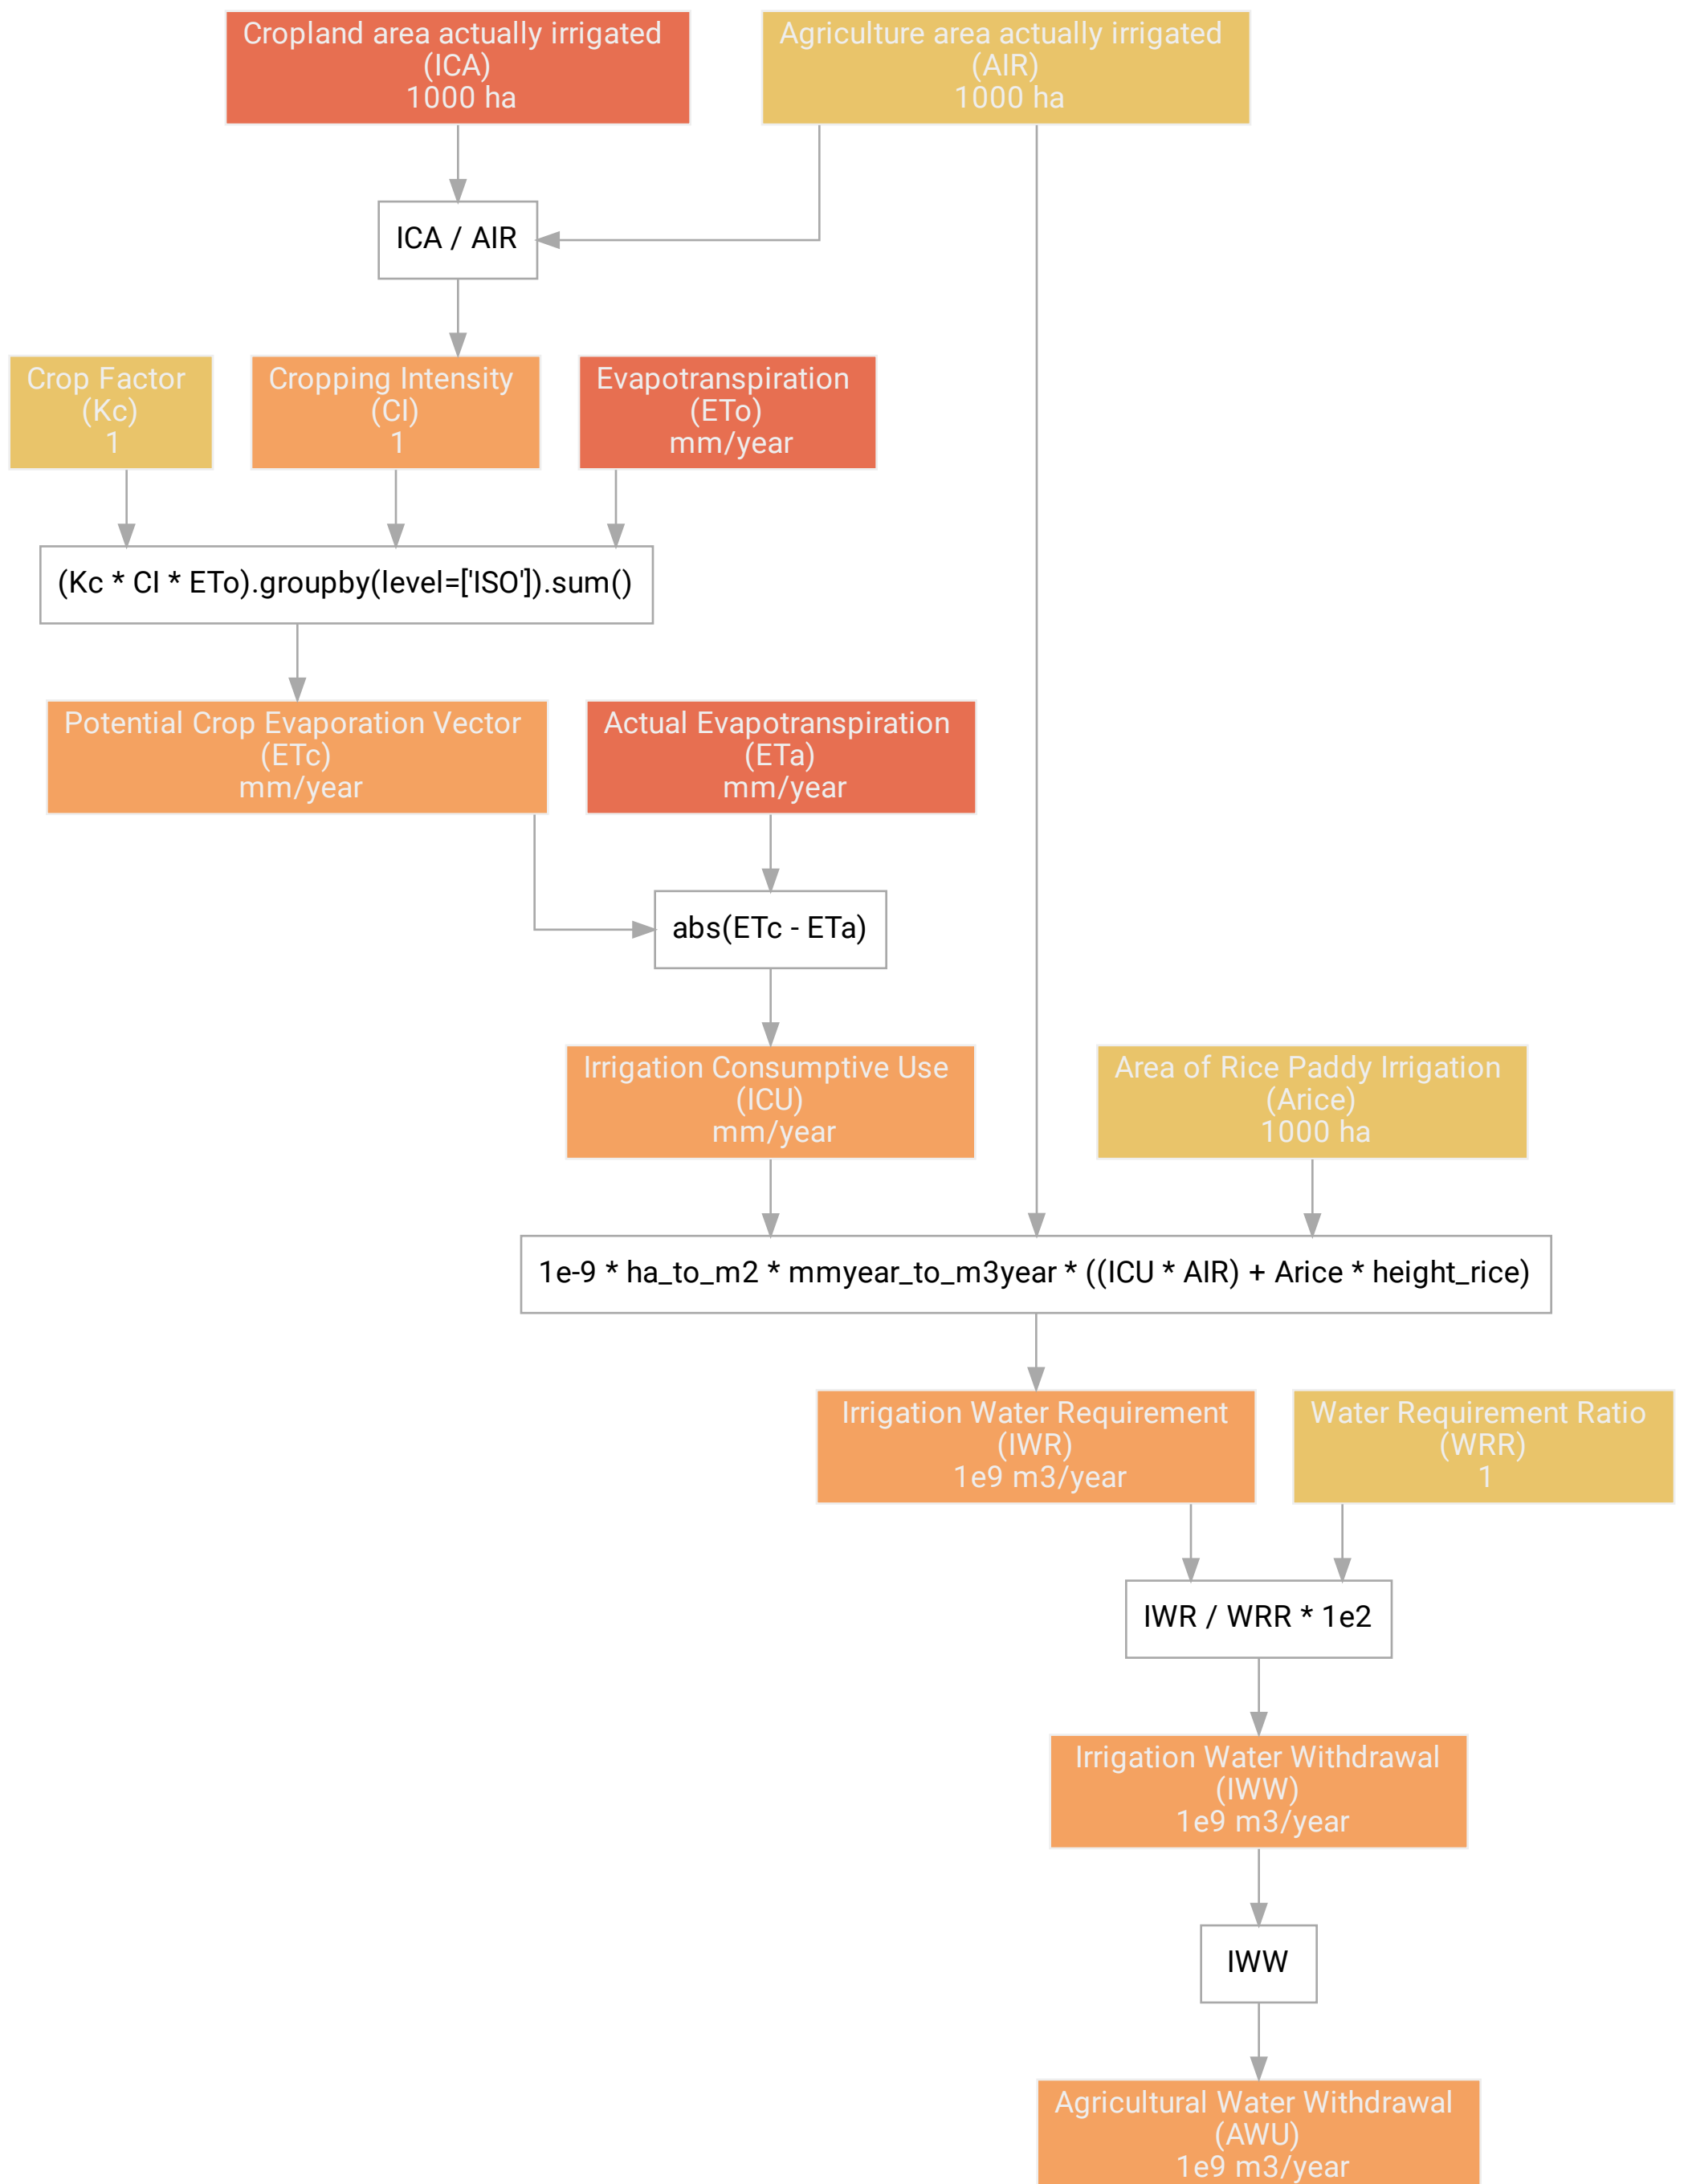 Cropland area actually irrigated
(ICA)
1000 ha
Agriculture area actually irrigated
(AIR)
1000 ha
ICA / AIR
Crop Factor
(Kc)
1
Cropping Intensity
(CI)
1
Evapotranspiration
(ETo)
mm/year
(Kc * CI * ETo).groupby(level=['ISO']).sum()
Potential Crop Evaporation Vector
(ETc)
mm/year
Actual Evapotranspiration
(ETa)
mm/year
abs(ETc - ETa)
Irrigation Consumptive Use
(ICU)
mm/year
Area of Rice Paddy Irrigation
(Arice)
1000 ha
1e-9 * ha_to_m2 * mmyear_to_m3year * ((ICU * AIR) + Arice * height_rice)
Irrigation Water Requirement
(IWR)
1e9 m3/year
Water Requirement Ratio
(WRR)
1
IWR / WRR * 1e2
Irrigation Water Withdrawal
(IWW)
1e9 m3/year
IWW
Agricultural Water Withdrawal
(AWU)
1e9 m3/year